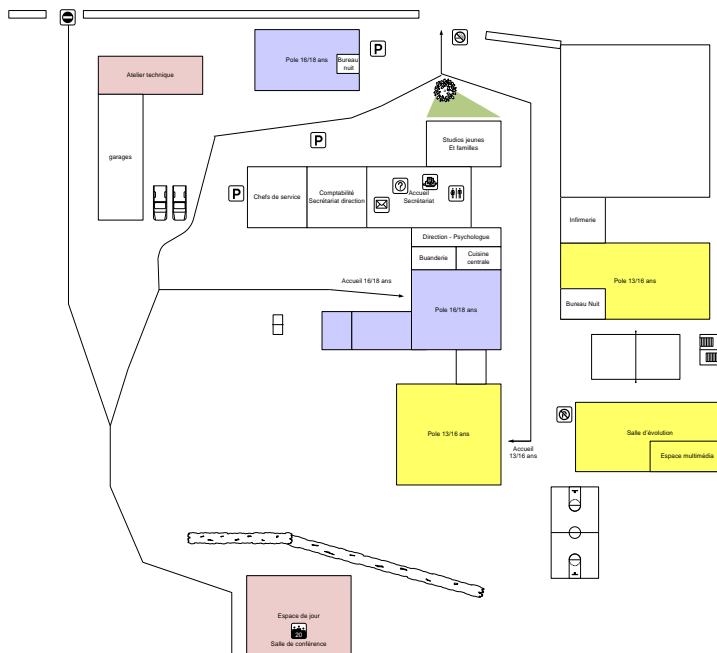 Pole 16/18 ans
Bureau
nuit
P
Atelier technique
garages
P
Studios jeunes
Et familles
P
Chefs de service
Comptabilité
Secrétariat direction
?
Accueil
Secrétariat
Infirmerie
Direction - Psychologue
Buanderie
Cuisine
centrale
Pole 13/16 ans
Bureau Nuit
Accueil 16/18 ans
Pole 16/18 ans
Pole 13/16 ans
Accueil
13/16 ans
Salle d'évolution
Espace multimédia
Espace de jour
20
Salle de conférence